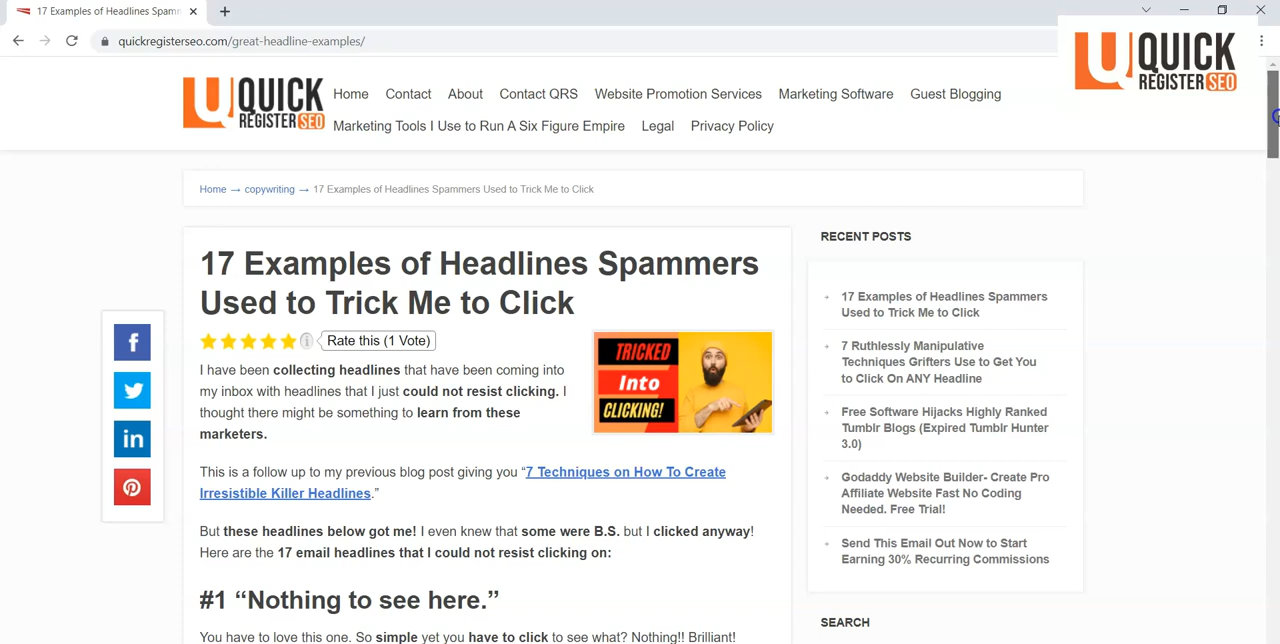 17 Examples of Headlines Spamm
quickregisterseo.com/great-headline-examples/
QUICK
REGISTER SEO
QUICK
REGISTER SEO
Home Contact About Contact QRS Website Promotion Services Marketing Software Guest Blogging
Marketing Tools I Use to Run A Six Figure Empire Legal Privacy Policy
Home → copywriting → 17 Examples of Headlines Spammers Used to Trick Me to Click
17 Examples of Headlines Spammers
Used to Trick Me to Click
Rate this (1 Vote)
TRICKED
Into
CLICKING!
I have been collecting headlines that have been coming into
my inbox with headlines that I just could not resist clicking. I
thought there might be something to learn from these
marketers.
This is a follow up to my previous blog post giving you “7 Techniques on How To Create
Irresistible Killer Headlines.”
But these headlines below got me! I even knew that some were B.S. but I clicked anyway!
Here are the 17 email headlines that I could not resist clicking on:
#1 “Nothing to see here.”
You have to love this one. So simple yet you have to click to see what? Nothing!! Brilliant!
RECENT POSTS
17 Examples of Headlines Spammers
Used to Trick Me to Click
7 Ruthlessly Manipulative
Techniques Grifters Use to Get You
to Click On ANY Headline
Free Software Hijacks Highly Ranked
Tumblr Blogs (Expired Tumblr Hunter
3.0)
Godaddy Website Builder- Create Pro
Affiliate Website Fast No Coding
Needed. Free Trial!
Send This Email Out Now to Start
Earning 30% Recurring Commissions
SEARCH